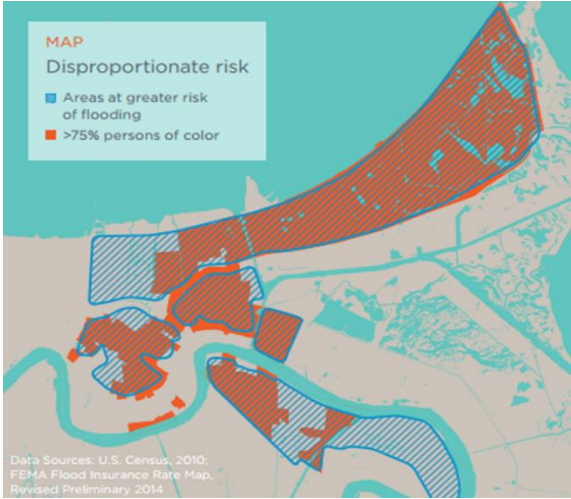 MAP
Disproportionate risk
Areas at greater risk
of flooding
>75% persons of color
Data Sources: U.S. Census, 2010;
FEMA Flood Insurance Rate Map,
Revised Preliminary 2014